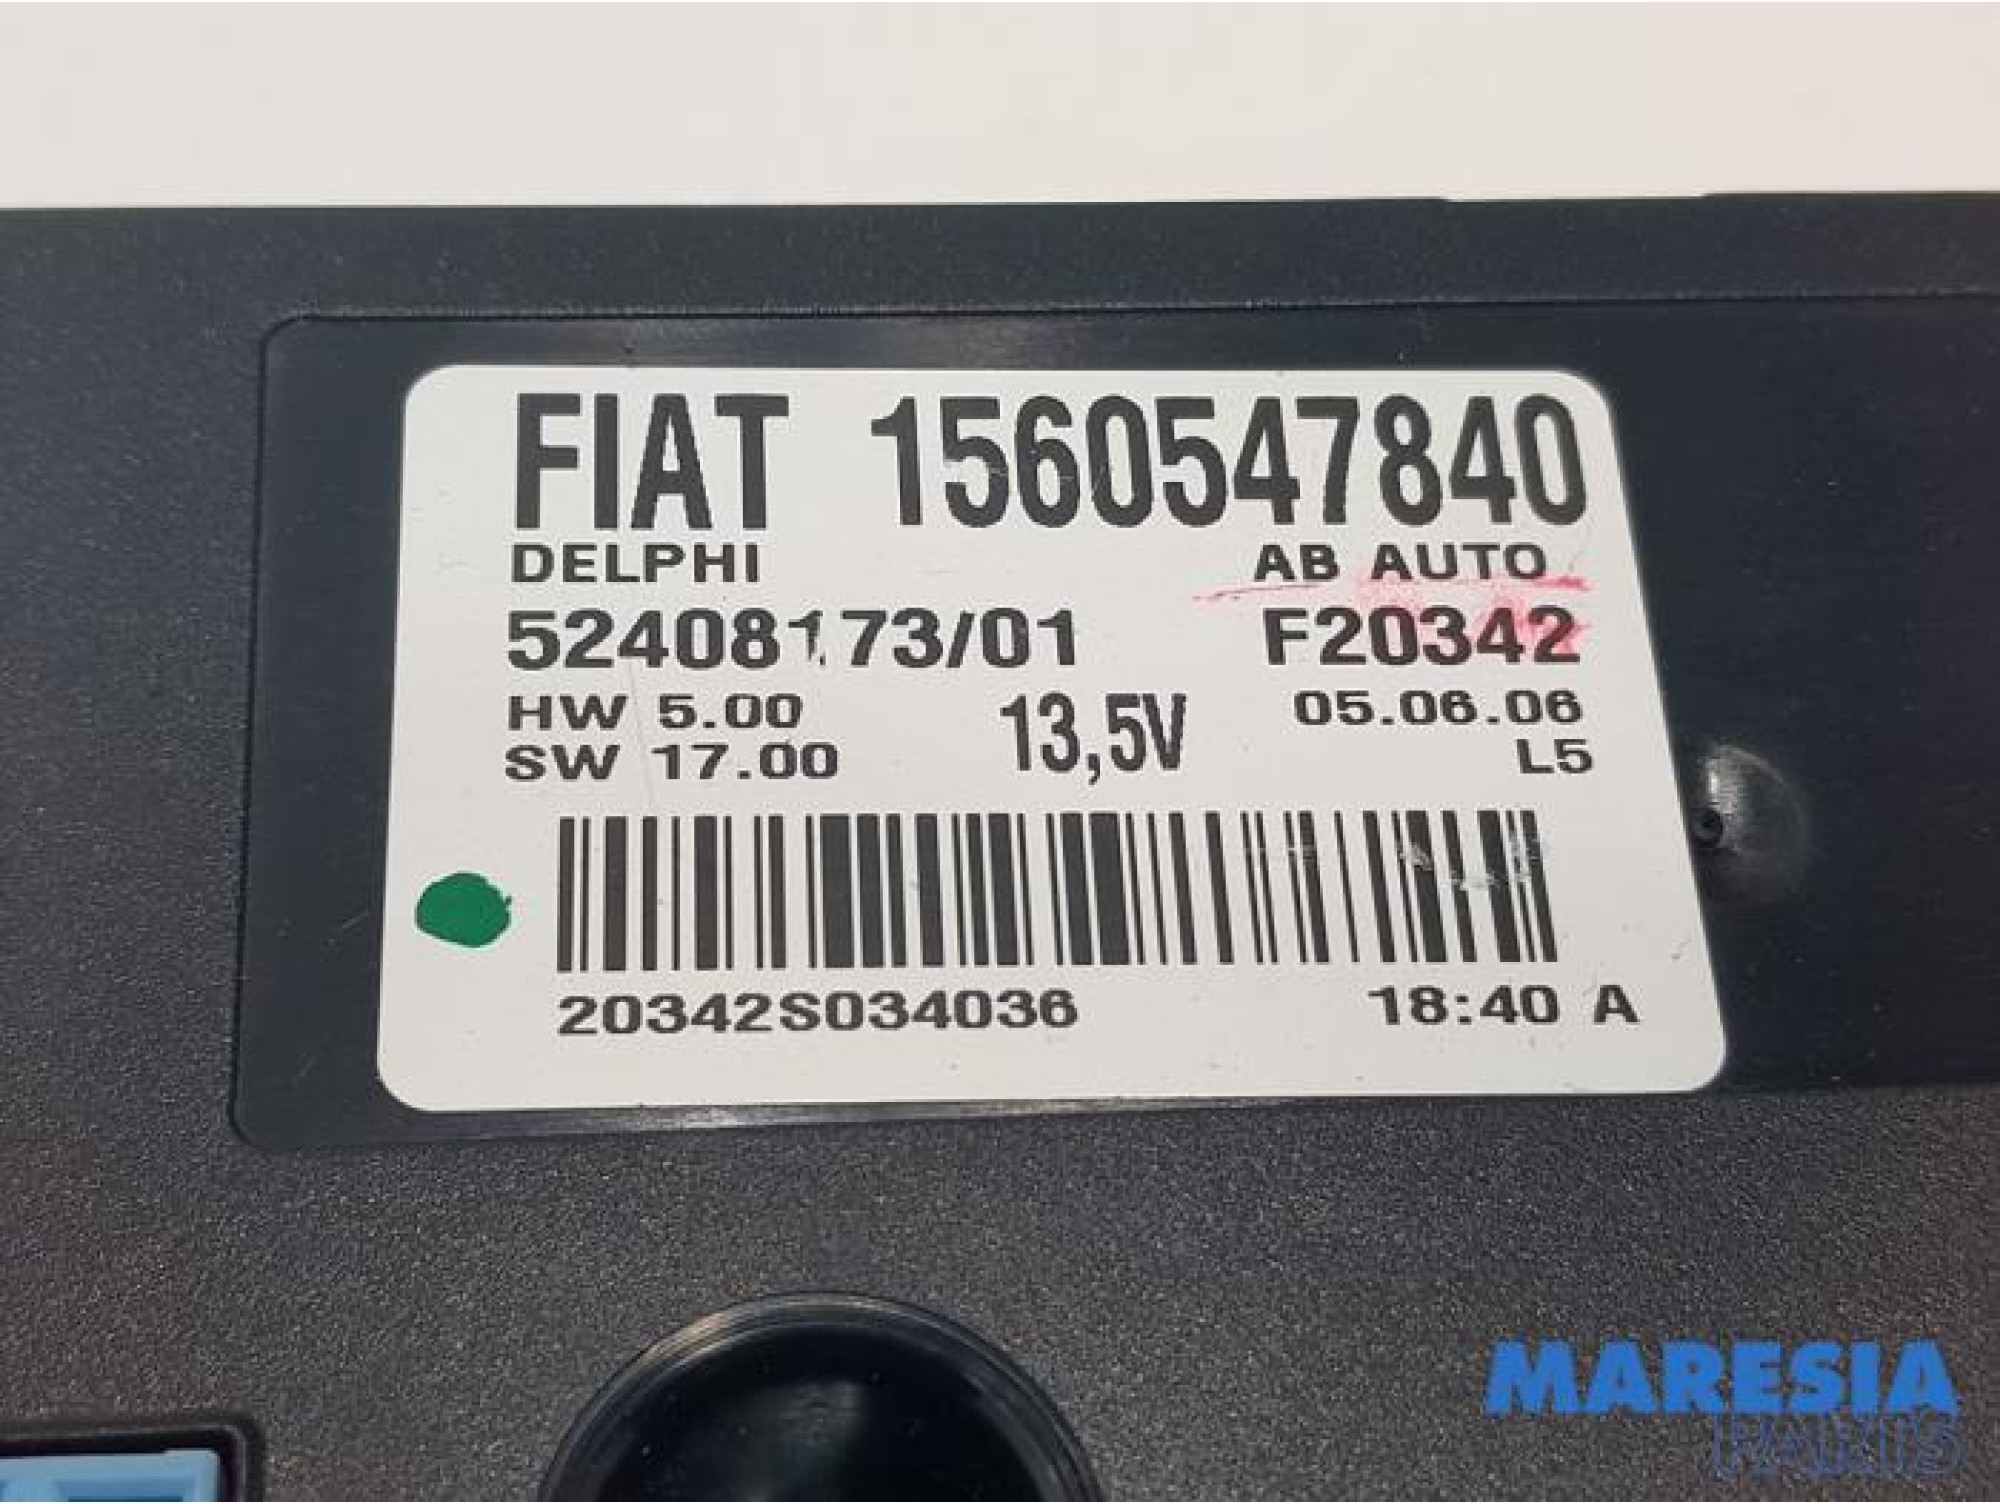 FIAT 1560547840
DELPHI AB AUTO
52408173/01 F20342
HW 5.00 13,5V 05.06.06
SW 17.00 L5
20342S034036 18:40 A
MARESIA
PARTS